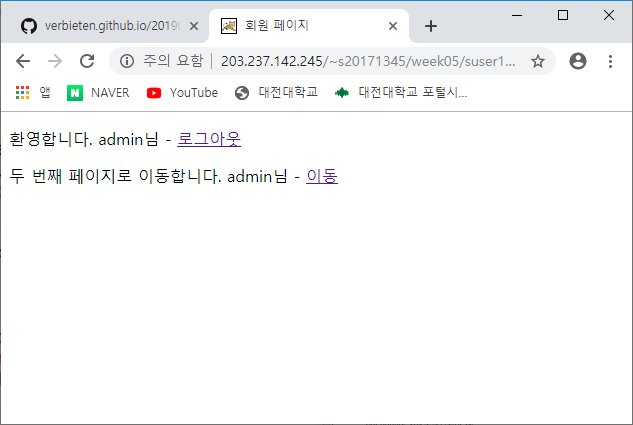 verbieten.github.io/2019
회원 페이지
주의 요함 | 203.237.142.245/~s20171345/week05/suser1...
앱 NAVER YouTube 대전대학교 대전대학교 포털시...
환영합니다. admin님 - 로그아웃
두 번째 페이지로 이동합니다. admin님 - 이동